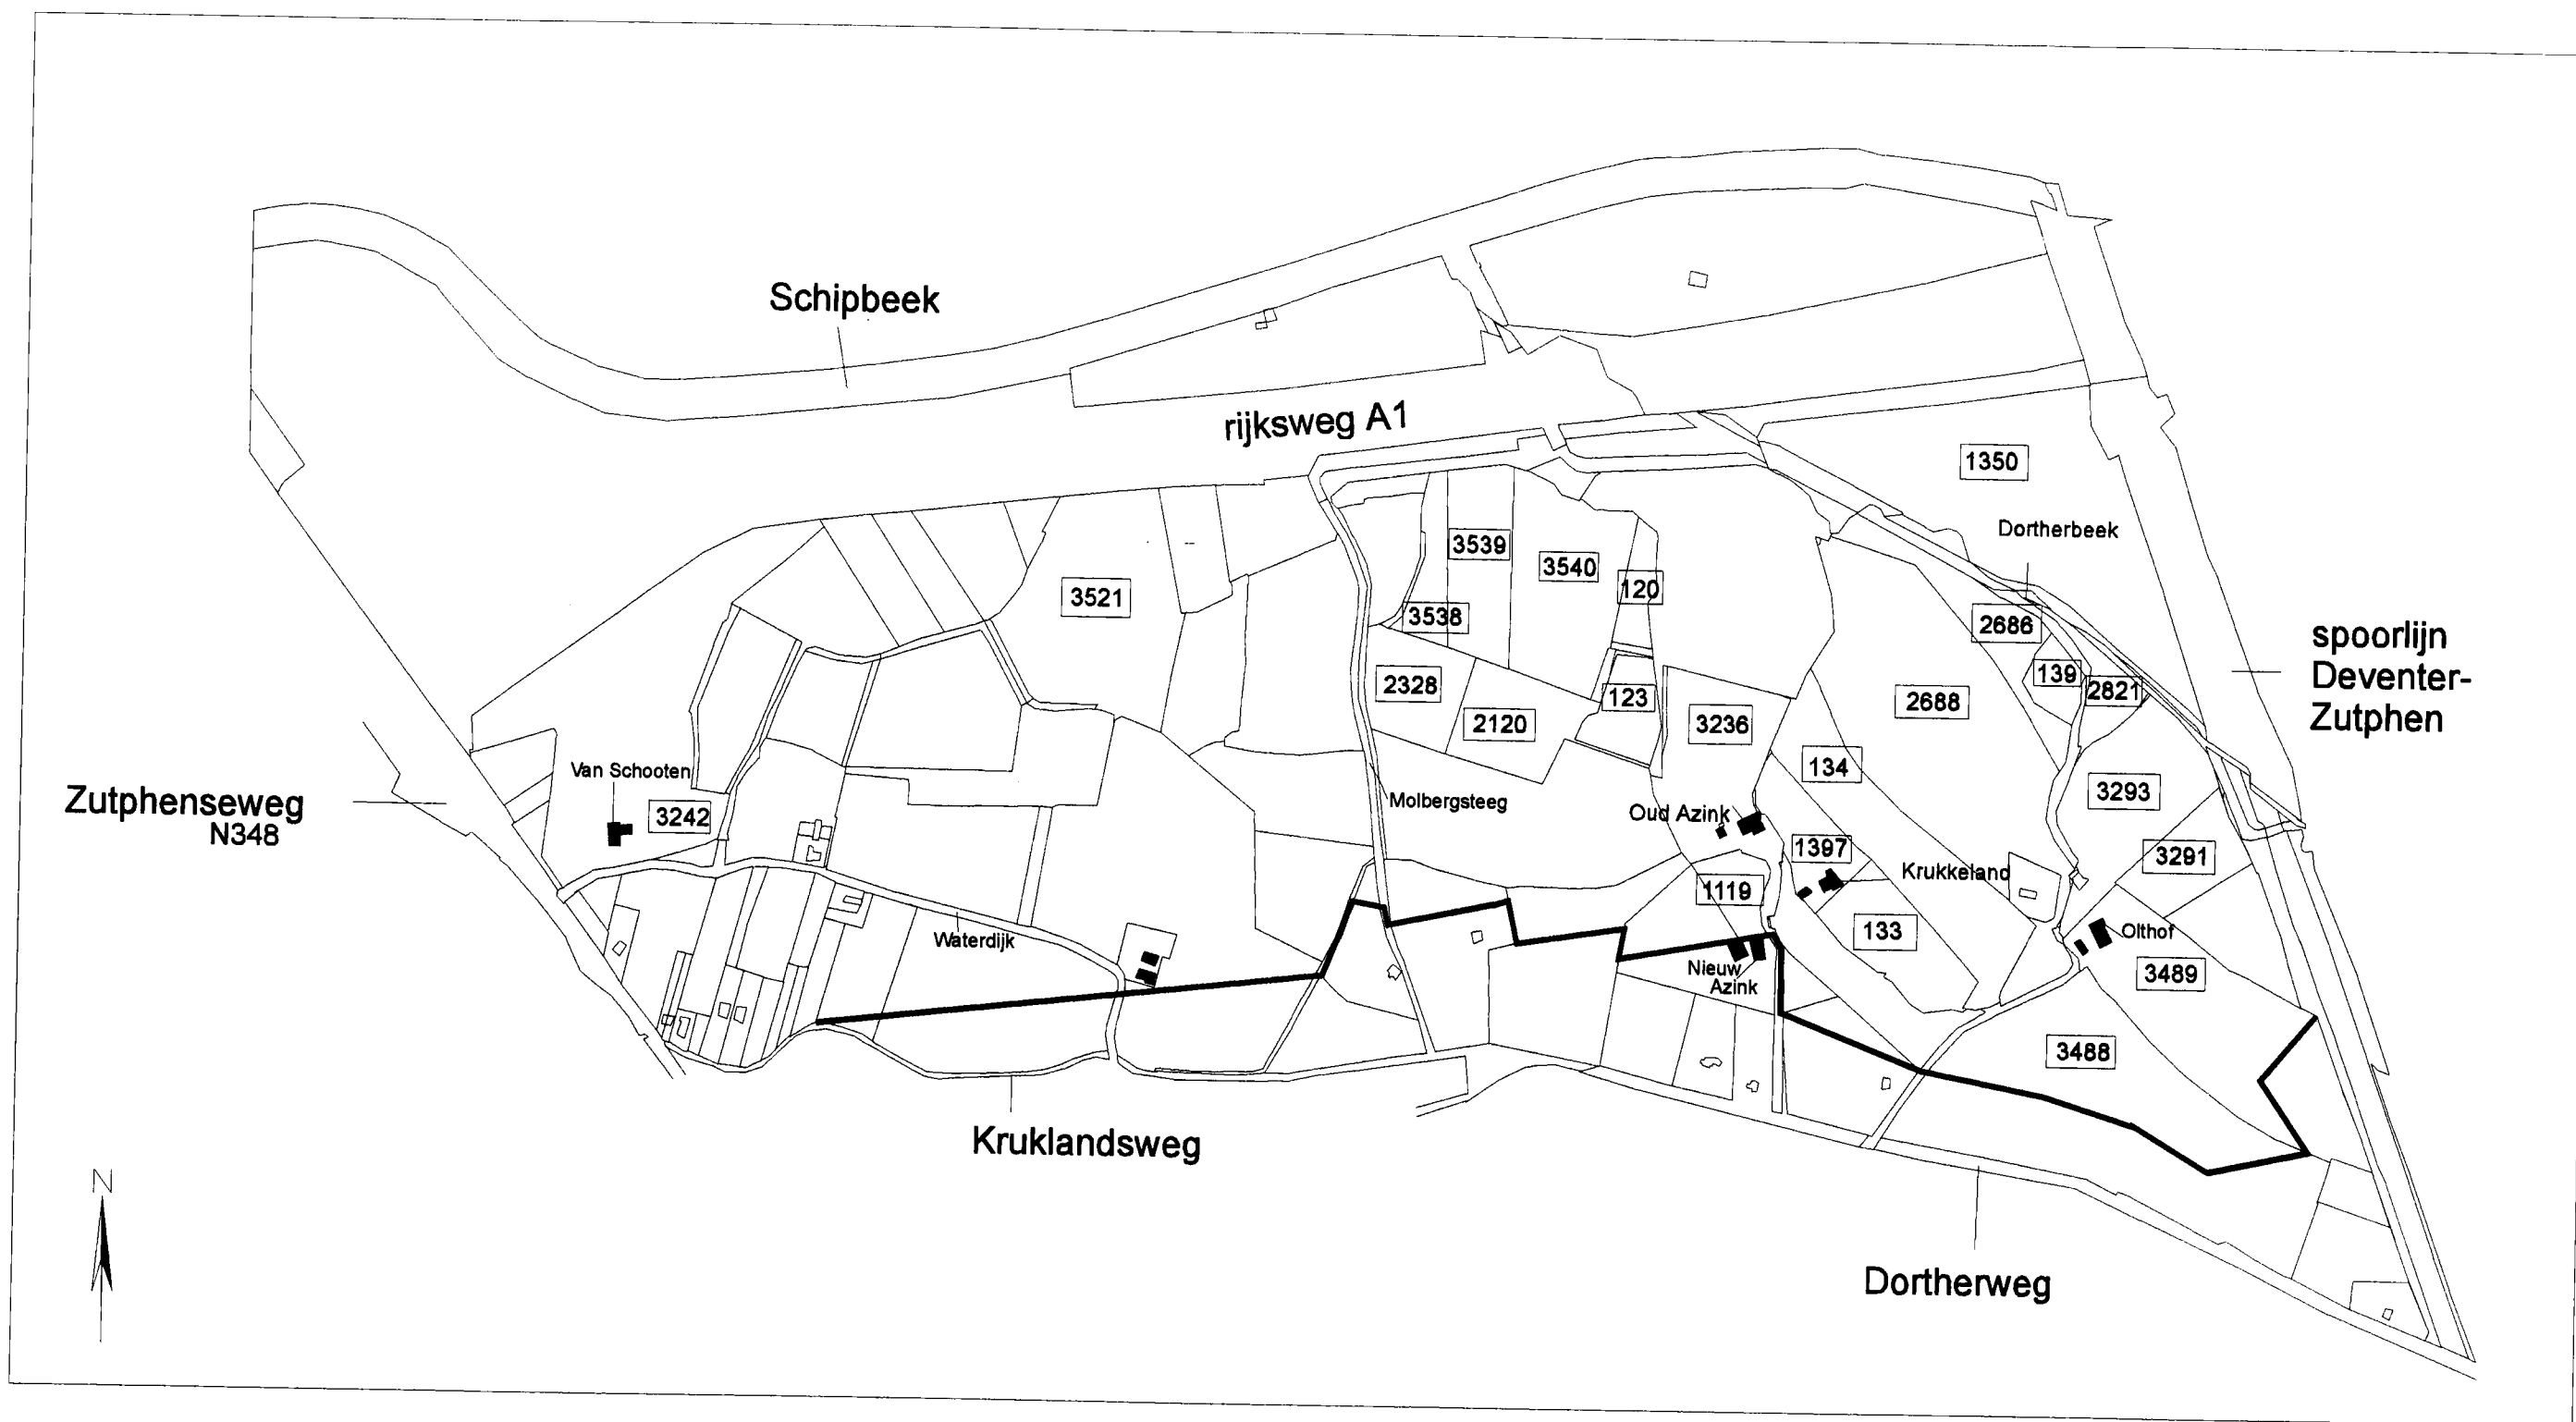 Schipbeek
rijksweg A1
1350
Dortherbeek
3539
3540
120
3521
3538
2686
spoorlijn
Deventer-
Zutphen
139
2821
2328
123
2688
2120
3236
134
Van Schooten
3293
Zutphenseweg
N348
3242
Molbergsteeg
Oud Azink
1397
3291
Krukkeland
1119
133
Olthof
Waterdijk
Nieuw
Azink
3489
3488
Kruklandsweg
N
Dortherweg